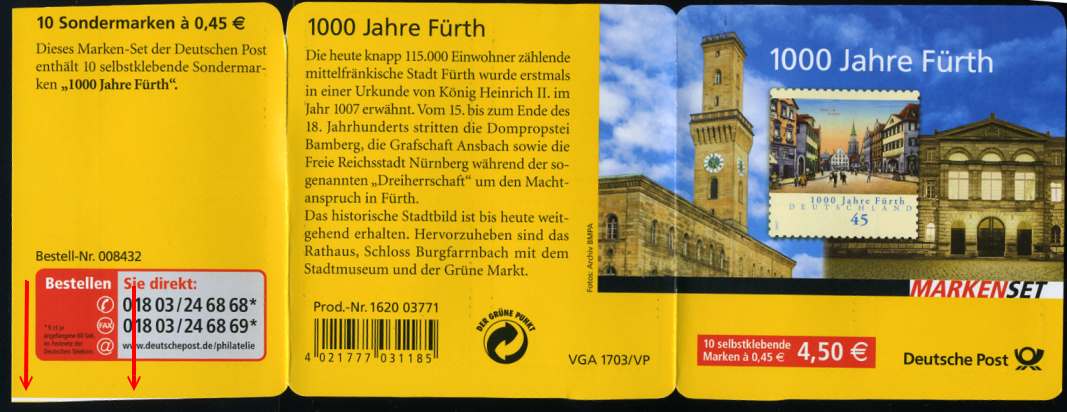 10 Sondermarken à 0,45 €
Dieses Marken-Set der Deutschen Post
enthält 10 selbstklebende Sondermar-
ken „1000 Jahre Fürth“.
Bestell-Nr. 008432
Bestellen Sie direkt:
018 03/24 68 68*
FAX 018 03/24 68 69*
@ www.deutschepost.de/philatelie
1000 Jahre Fürth
Die heute knapp 115.000 Einwohner zählende
mittelfränkische Stadt Fürth wurde erstmals
in einer Urkunde von König Heinrich II. im
Jahr 1007 erwähnt. Vom 15. bis zum Ende des
18. Jahrhunderts stritten die Dompropstei
Bamberg, die Grafschaft Ansbach sowie die
Freie Reichsstadt Nürnberg während der so-
genannten „Dreiherrschaft“ um den Macht-
anspruch in Fürth.
Das historische Stadtbild ist bis heute weit-
gehend erhalten. Hervorzuheben sind das
Rathaus, Schloss Burgfarrnbach mit dem
Stadtmuseum und der Grüne Markt.
Prod.-Nr. 1620 03771
4 021777 031185
DER GRÜNE PUNKT
VGA 1703/VP
Fotos: Archiv BMPA
1000 Jahre Fürth
1000 Jahre Fürth
DEUTSCHLAND
45
MARKENSET
10 selbstklebende
Marken à 0,45 € 4,50 €
Deutsche Post